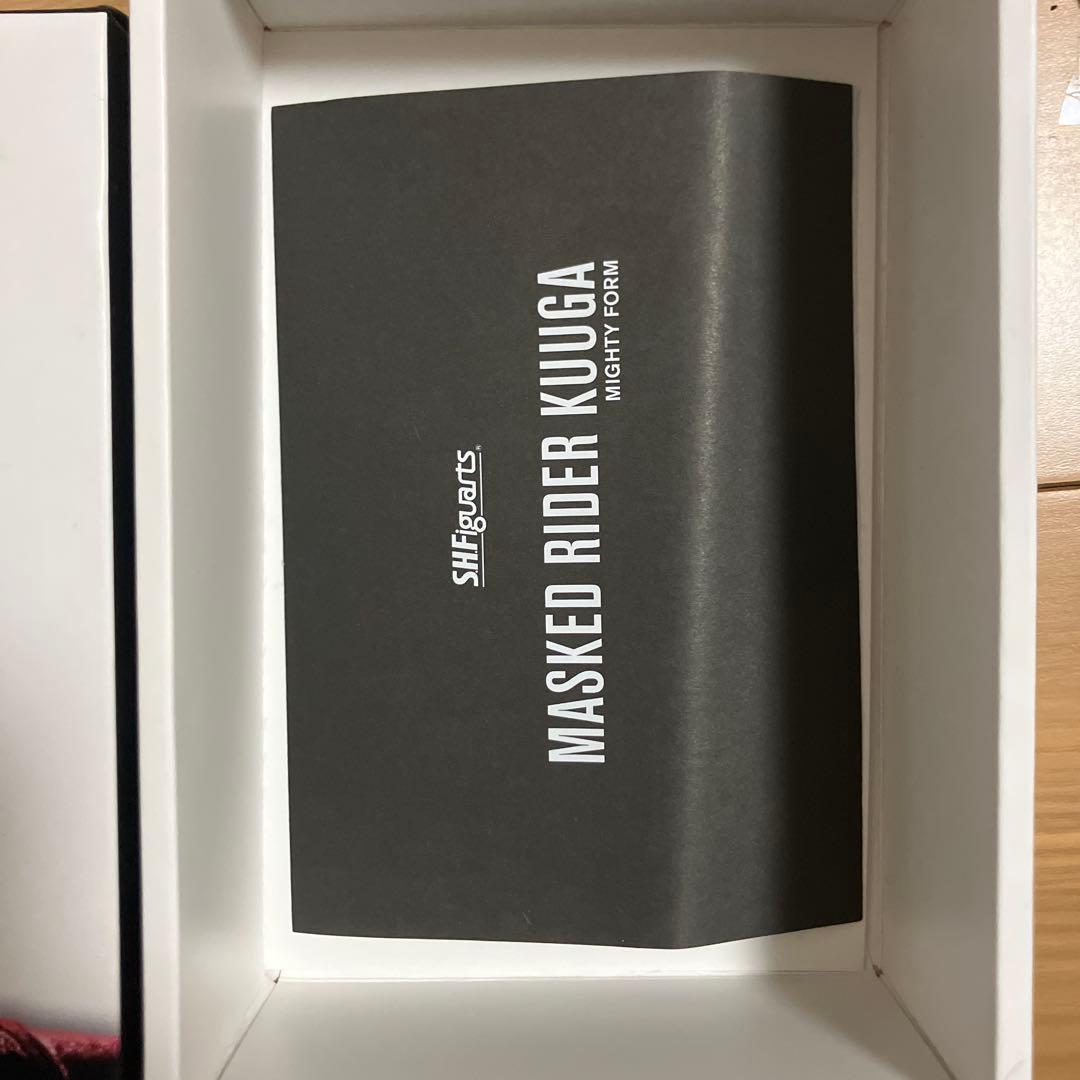 S.H.Figuarts®
MASKED RIDER KUUGA
MIGHTY FORM